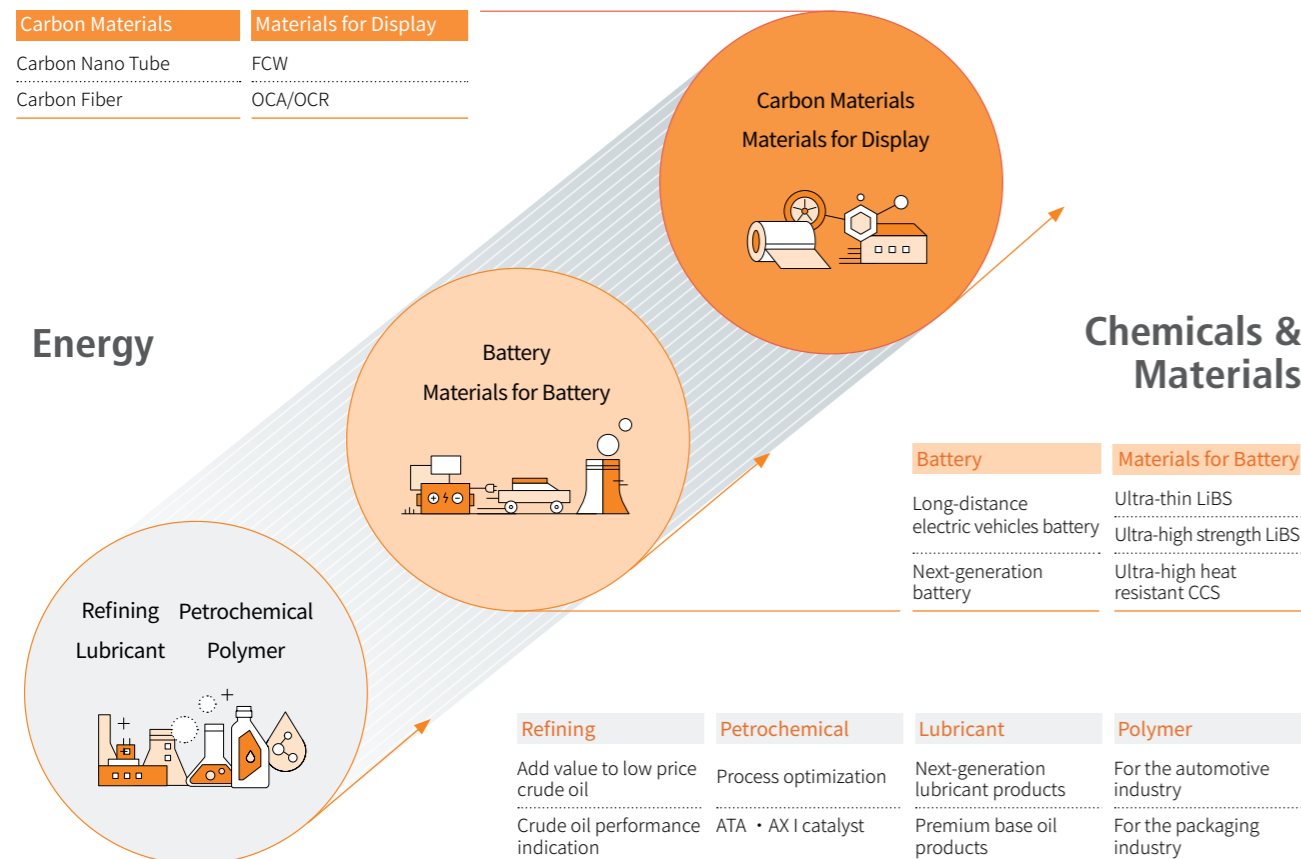 Carbon Materials
Materials for Display
Carbon Nano Tube
FCW
Carbon Fiber
OCA/OCR
Carbon Materials
Materials for Display
Energy
Chemicals &
Materials
Battery
Materials for Battery
Battery
Materials for Battery
Long-distance
electric vehicles battery
Ultra-thin LiBS
Ultra-high strength LiBS
Next-generation
battery
Ultra-high heat
resistant CCS
Refining
Petrochemical
Lubricant
Polymer
Refining
Petrochemical
Lubricant
Polymer
Add value to low price
crude oil
Process optimization
Next-generation
lubricant products
For the automotive
industry
Crude oil performance
indication
ATA・AX I catalyst
Premium base oil
products
For the packaging
industry